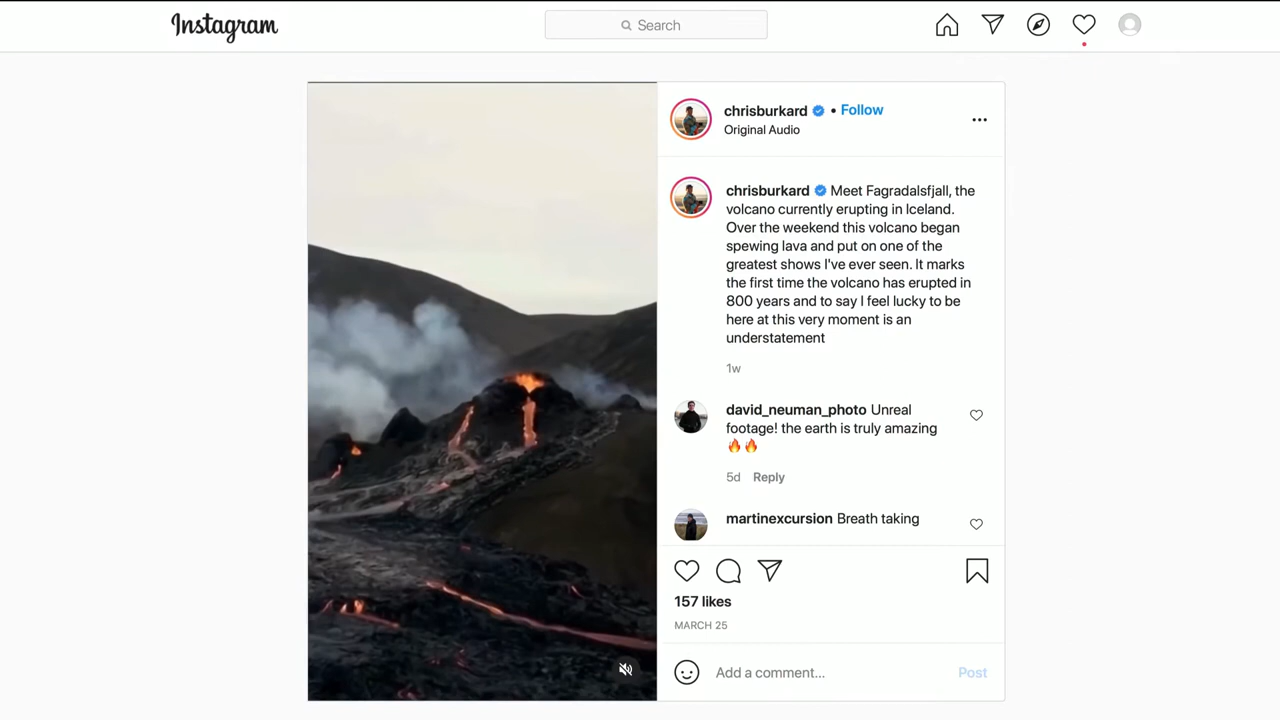 Instagram
Search
chrisburkard • Follow
Original Audio
chrisburkard Meet Fagradalsfjall, the
volcano currently erupting in Iceland.
Over the weekend this volcano began
spewing lava and put on one of the
greatest shows I've ever seen. It marks
the first time the volcano has erupted in
800 years and to say I feel lucky to be
here at this very moment is an
understatement
1w
david_neuman_photo Unreal
footage! the earth is truly amazing
🔥🔥
5d Reply
martinexcursion Breath taking
157 likes
MARCH 25
Add a comment... Post